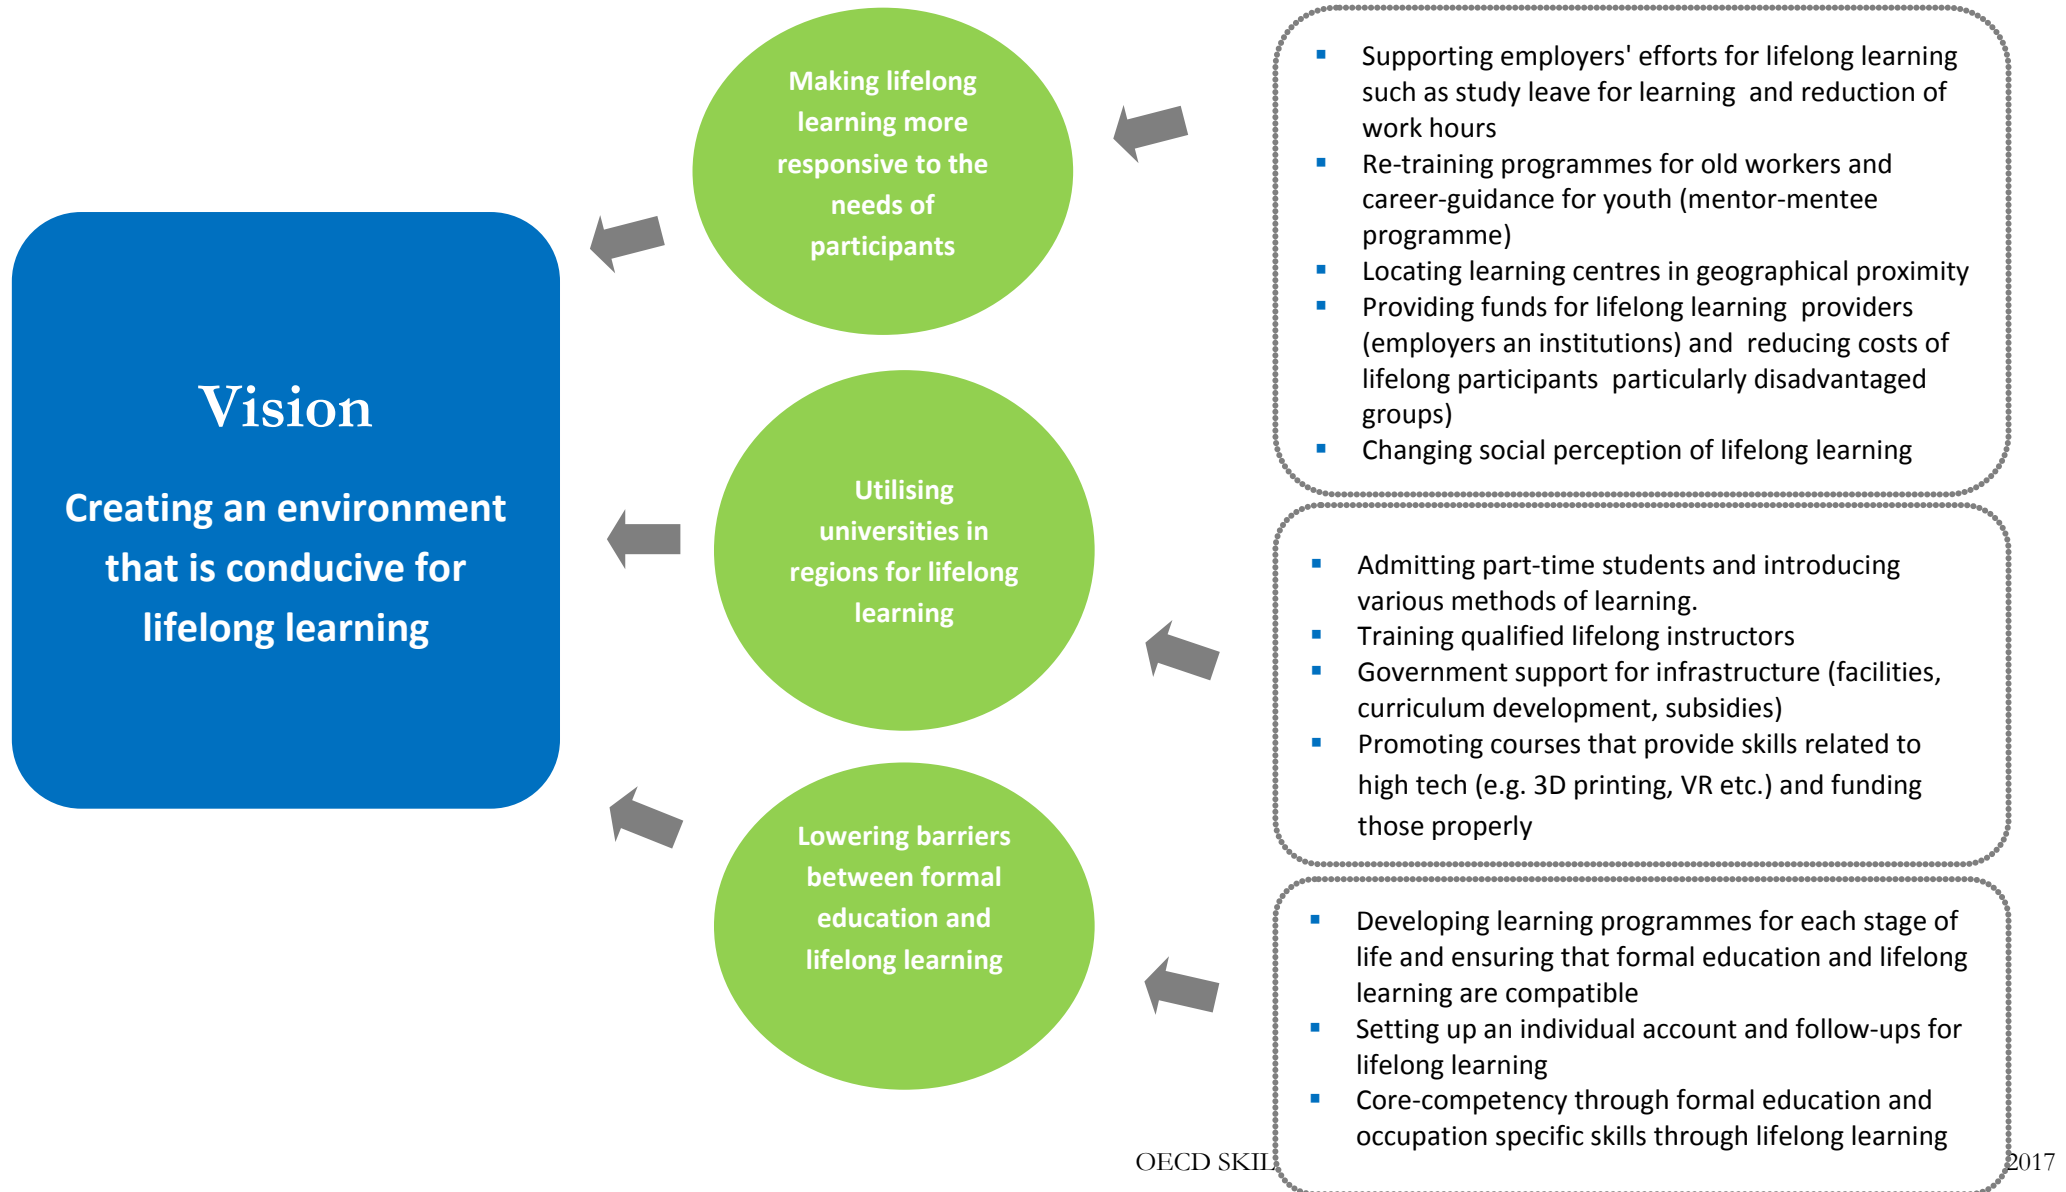 Vision
Creating an environment
that is conducive for
lifelong learning
Making lifelong
learning more
responsive to the
needs of
participants
Utilising
universities in
regions for lifelong
learning
Lowering barriers
between formal
education and
lifelong learning
▪ Supporting employers' efforts for lifelong learning
such as study leave for learning and reduction of
work hours
▪ Re-training programmes for old workers and
career-guidance for youth (mentor-mentee
programme)
▪ Locating learning centres in geographical proximity
▪ Providing funds for lifelong learning providers
(employers an institutions) and reducing costs of
lifelong participants particularly disadvantaged
groups)
▪ Changing social perception of lifelong learning
▪ Admitting part-time students and introducing
various methods of learning.
▪ Training qualified lifelong instructors
▪ Government support for infrastructure (facilities,
curriculum development, subsidies)
▪ Promoting courses that provide skills related to
high tech (e.g. 3D printing, VR etc.) and funding
those properly
▪ Developing learning programmes for each stage of
life and ensuring that formal education and lifelong
learning are compatible
▪ Setting up an individual account and follow-ups for
lifelong learning
▪ Core-competency through formal education and
occupation specific skills through lifelong learning
OECD SKIL 2017